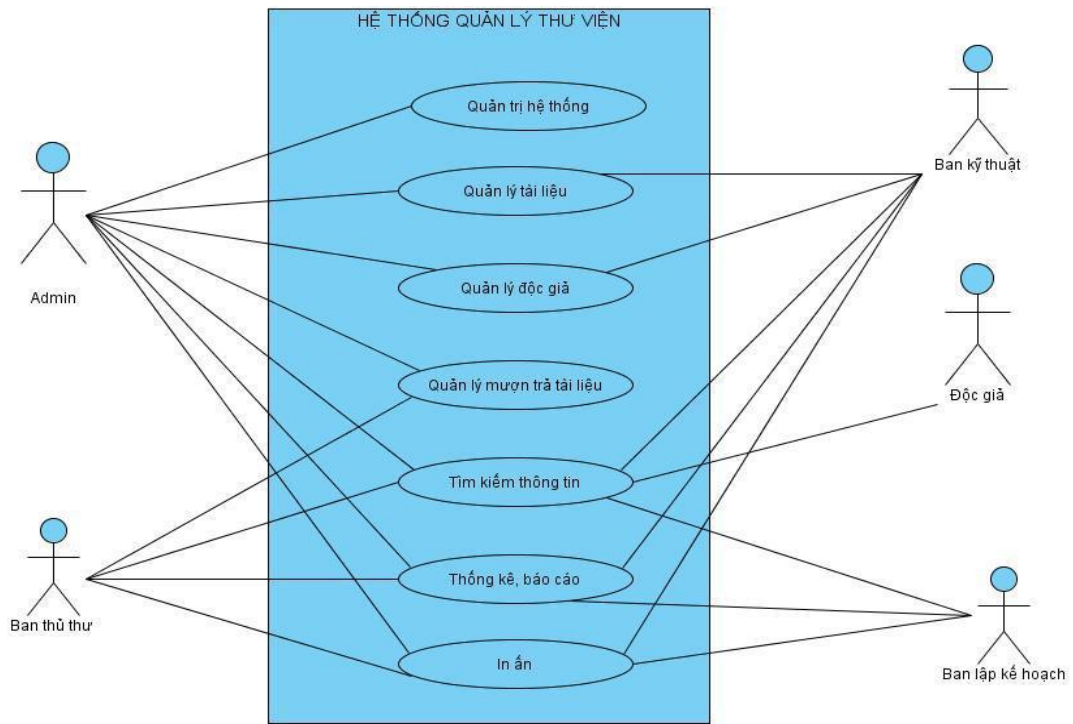 HỆ THỐNG QUẢN LÝ THƯ VIỆN
Quản trị hệ thống
Ban kỹ thuật
Quản lý tài liệu
Admin
Quản lý độc giả
Quản lý mượn trả tài liệu
Độc giả
Tìm kiếm thông tin
Thống kê, báo cáo
Ban thủ thư
In ấn
Ban lập kế hoạch